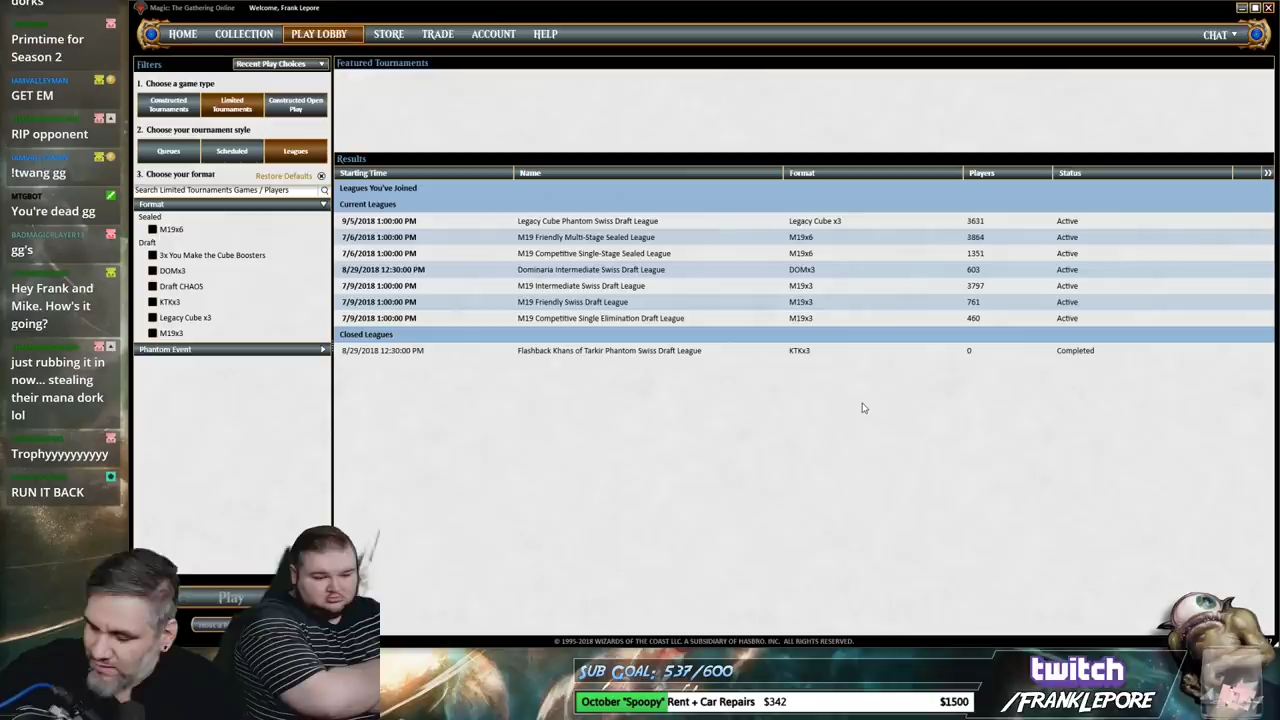 dorks
Primtime for
Season 2
IAMVALLEYMAN
GET EM
RIP opponent
IAMVALLEYMAN
!twang gg
MTGBOT
You're dead gg
BADMAGICPLAYER13
gg's
Hey Frank and
Mike. How's it
going?
just rubbing it in
now... stealing
their mana dork
lol
Trophyyyyyyyyy
RUN IT BACK
Magic: The Gathering Online Welcome, Frank Lepore
HOME COLLECTION PLAY LOBBY STORE TRADE ACCOUNT HELP CHAT
Filters Recent Play Choices
1. Choose a game type
Constructed Tournaments Limited Tournaments Constructed Open Play
2. Choose your tournament style
Queues Scheduled Leagues
3. Choose your format Restore Defaults
Search Limited Tournaments Games / Players
Format
Sealed
M19x6
Draft
3x You Make the Cube Boosters
DOMx3
Draft CHAOS
KTKx3
Legacy Cube x3
M19x3
Phantom Event
Play
Featured Tournaments
Results
Starting Time Name Format Players Status
Leagues You've Joined
Current Leagues
9/5/2018 1:00:00 PM Legacy Cube Phantom Swiss Draft League Legacy Cube x3 3631 Active
7/6/2018 1:00:00 PM M19 Friendly Multi-Stage Sealed League M19x6 3864 Active
7/6/2018 1:00:00 PM M19 Competitive Single-Stage Sealed League M19x6 1351 Active
8/29/2018 12:30:00 PM Dominaria Intermediate Swiss Draft League DOMx3 603 Active
7/9/2018 1:00:00 PM M19 Intermediate Swiss Draft League M19x3 3797 Active
7/9/2018 1:00:00 PM M19 Friendly Swiss Draft League M19x3 761 Active
7/9/2018 1:00:00 PM M19 Competitive Single Elimination Draft League M19x3 460 Active
Closed Leagues
8/29/2018 12:30:00 PM Flashback Khans of Tarkir Phantom Swiss Draft League KTKx3 0 Completed
© 1995-2018 WIZARDS OF THE COAST LLC, A SUBSIDIARY OF HASBRO, INC. ALL RIGHTS RESERVED.
SUB GOAL: 537/600
October "Spoopy" Rent + Car Repairs $342 $1500
twitch
/FRANKLEPORE